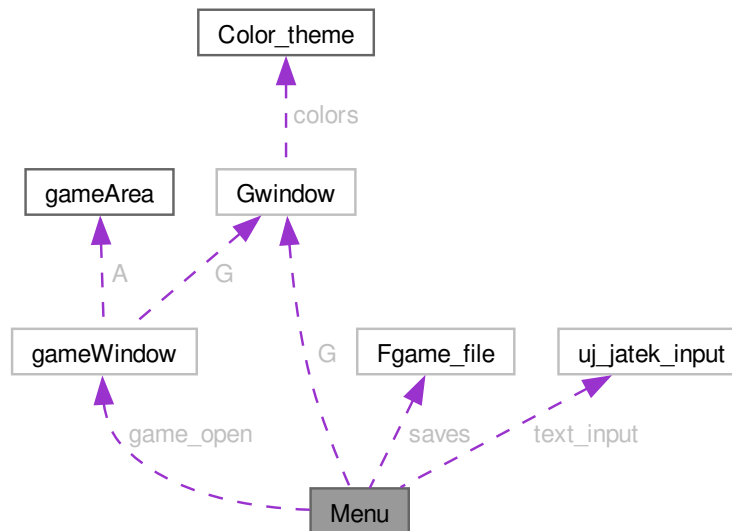 Color_theme
colors
gameArea
Gwindow
A
G
gameWindow
G
Fgame_file
uj_jatek_input
game_open
saves
text_input
Menu